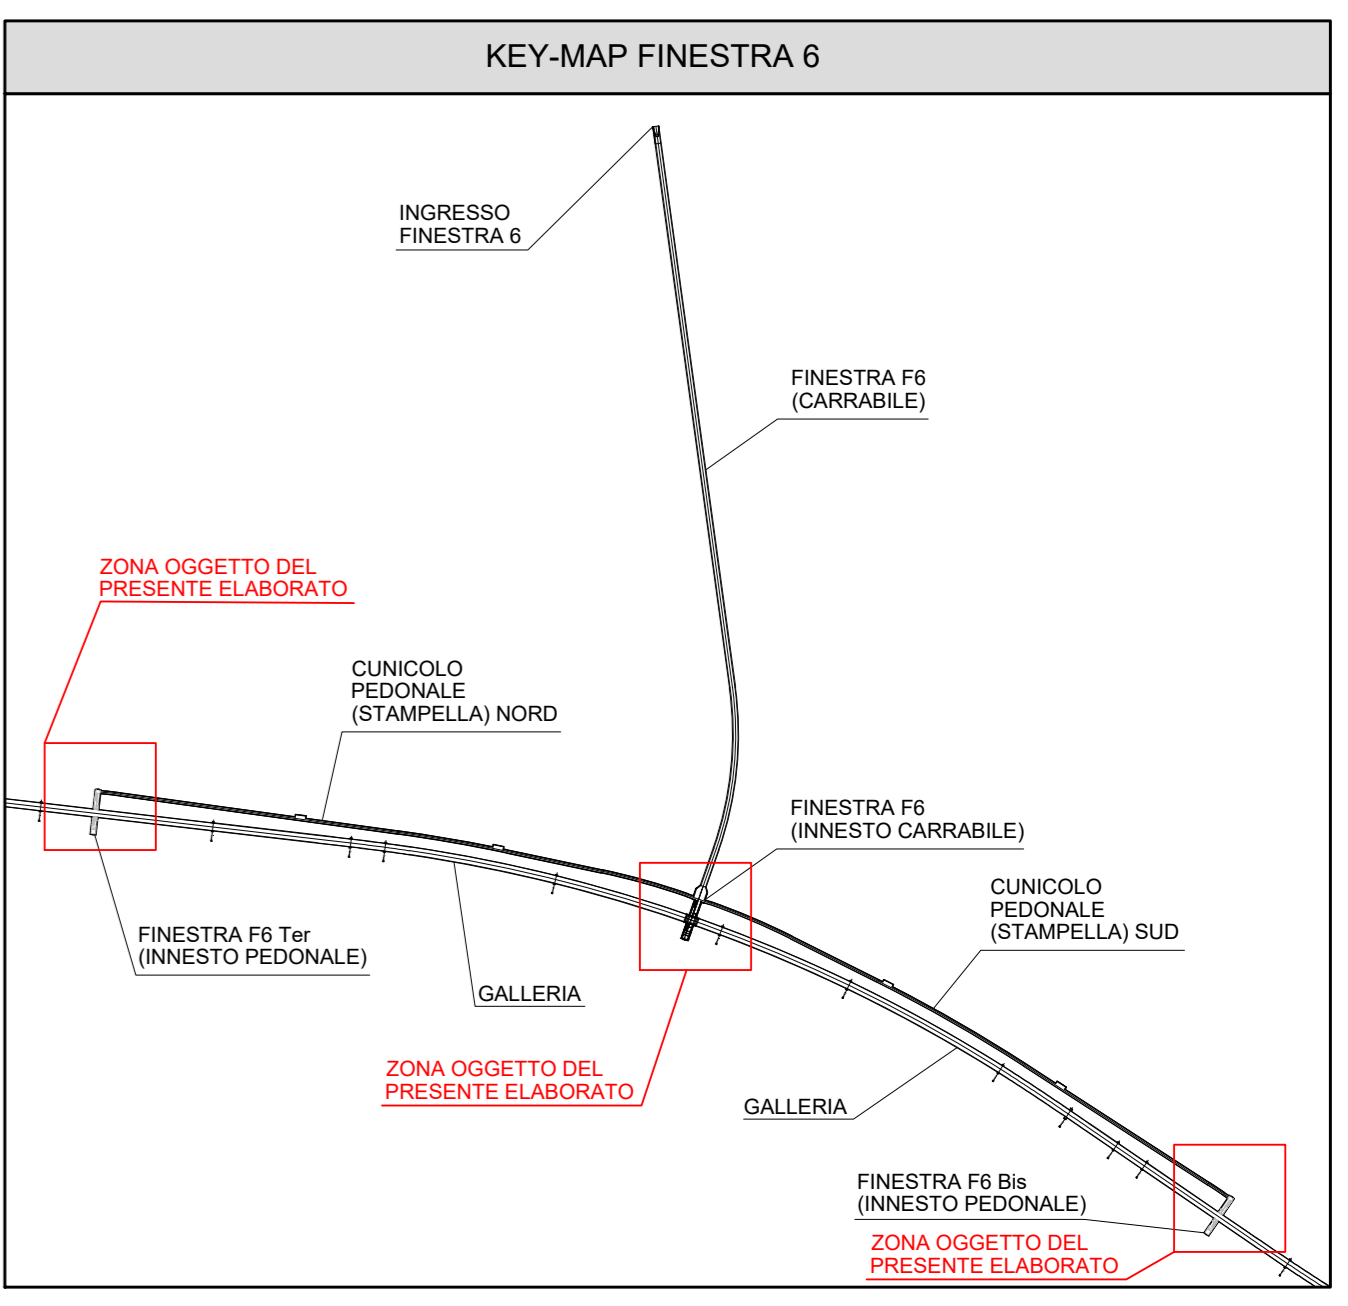 KEY-MAP FINESTRA 6
INGRESSO
FINESTRA 6
FINESTRA F6
(CARRABILE)
ZONA OGGETTO DEL
PRESENTE ELABORATO
CUNICOLO
PEDONALE
(STAMPELLA) NORD
FINESTRA F6
(INNESTO CARRABILE)
CUNICOLO
PEDONALE
(STAMPELLA) SUD
FINESTRA F6 Ter
(INNESTO PEDONALE)
GALLERIA
ZONA OGGETTO DEL
PRESENTE ELABORATO
GALLERIA
FINESTRA F6 Bis
(INNESTO PEDONALE)
ZONA OGGETTO DEL
PRESENTE ELABORATO